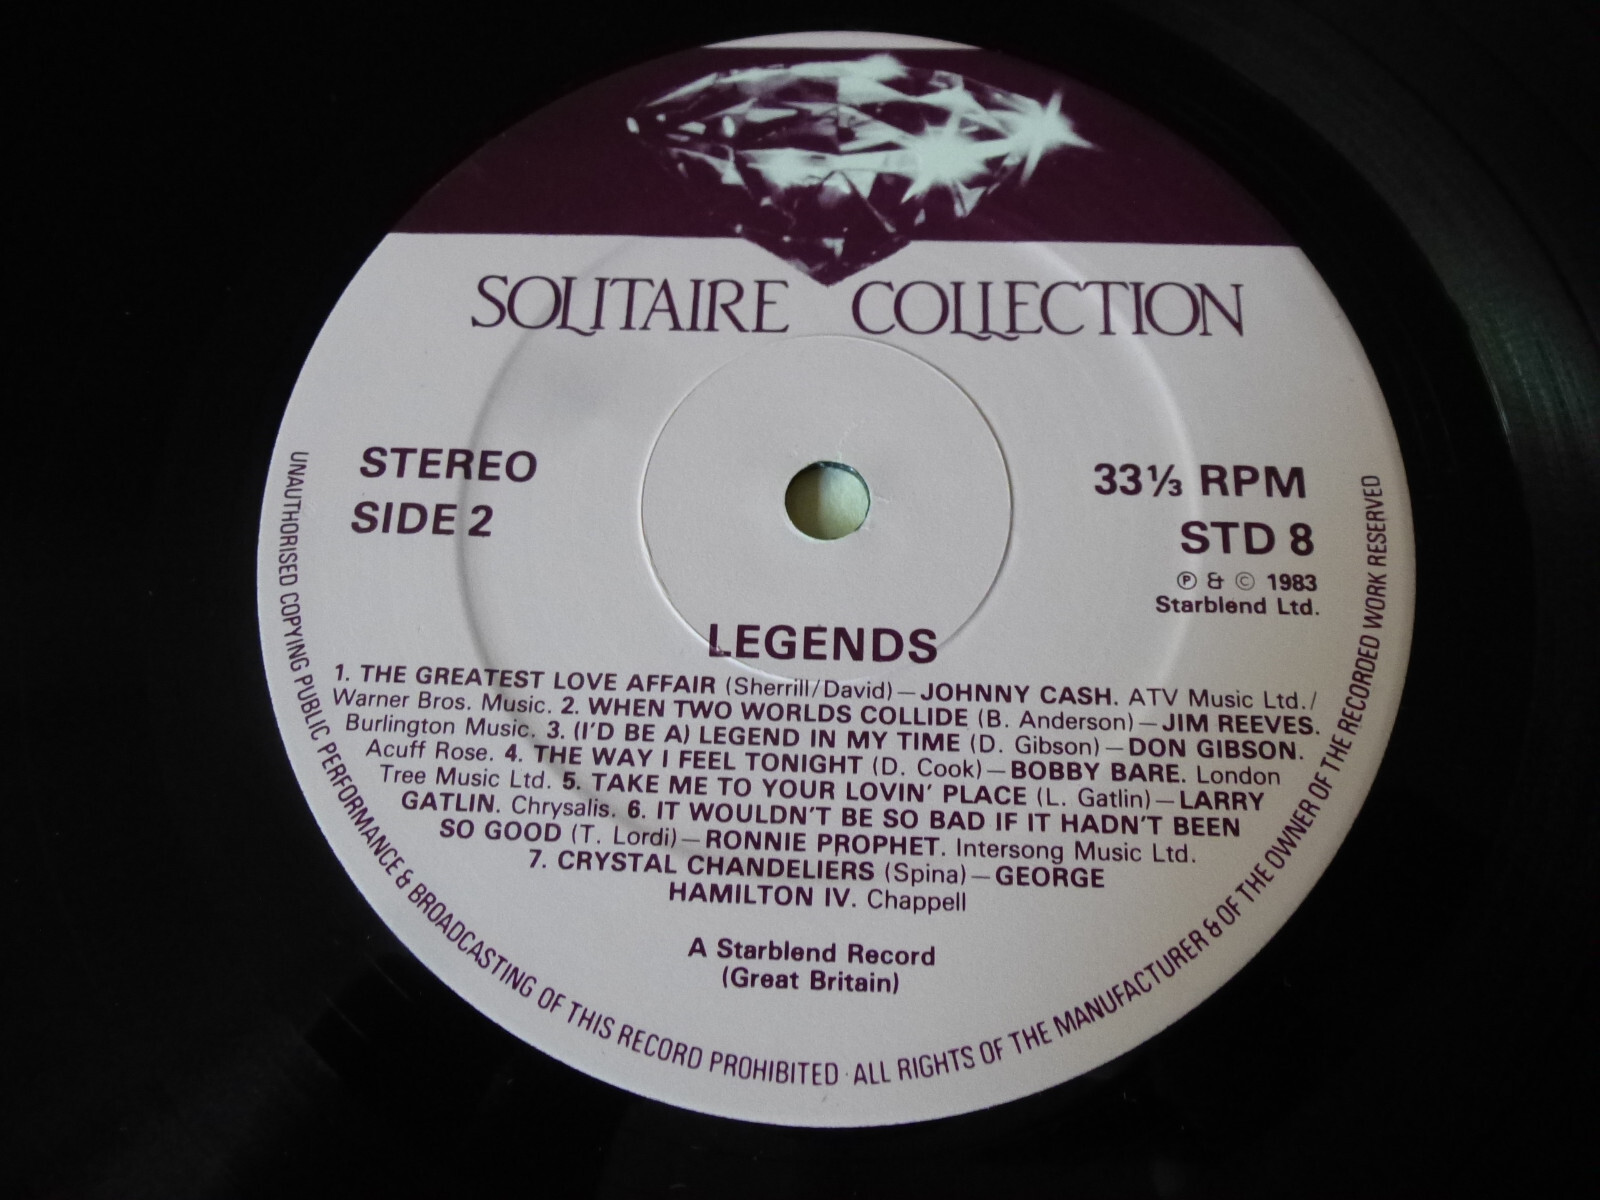 SOLITAIRE COLLECTION
STEREO
SIDE 2
33⅓ RPM
STD 8
Ⓟ & © 1983
Starblend Ltd.
LEGENDS
1. THE GREATEST LOVE AFFAIR (Sherrill/David)—JOHNNY CASH. ATV Music Ltd./
Warner Bros. Music. 2. WHEN TWO WORLDS COLLIDE (B. Anderson)—JIM REEVES.
Burlington Music. 3. (I'D BE A) LEGEND IN MY TIME (D. Gibson)—DON GIBSON.
Acuff Rose. 4. THE WAY I FEEL TONIGHT (D. Cook)—BOBBY BARE. London
Tree Music Ltd. 5. TAKE ME TO YOUR LOVIN' PLACE (L. Gatlin)—LARRY
GATLIN. Chrysalis. 6. IT WOULDN'T BE SO BAD IF IT HADN'T BEEN
SO GOOD (T. Lordi)—RONNIE PROPHET. Intersong Music Ltd.
7. CRYSTAL CHANDELIERS (Spina)—GEORGE
HAMILTON IV. Chappell
A Starblend Record
(Great Britain)
UNAUTHORISED COPYING PUBLIC PERFORMANCE & BROADCASTING OF THIS RECORD PROHIBITED · ALL RIGHTS OF THE MANUFACTURER & OF THE OWNER OF THE RECORDED WORK RESERVED